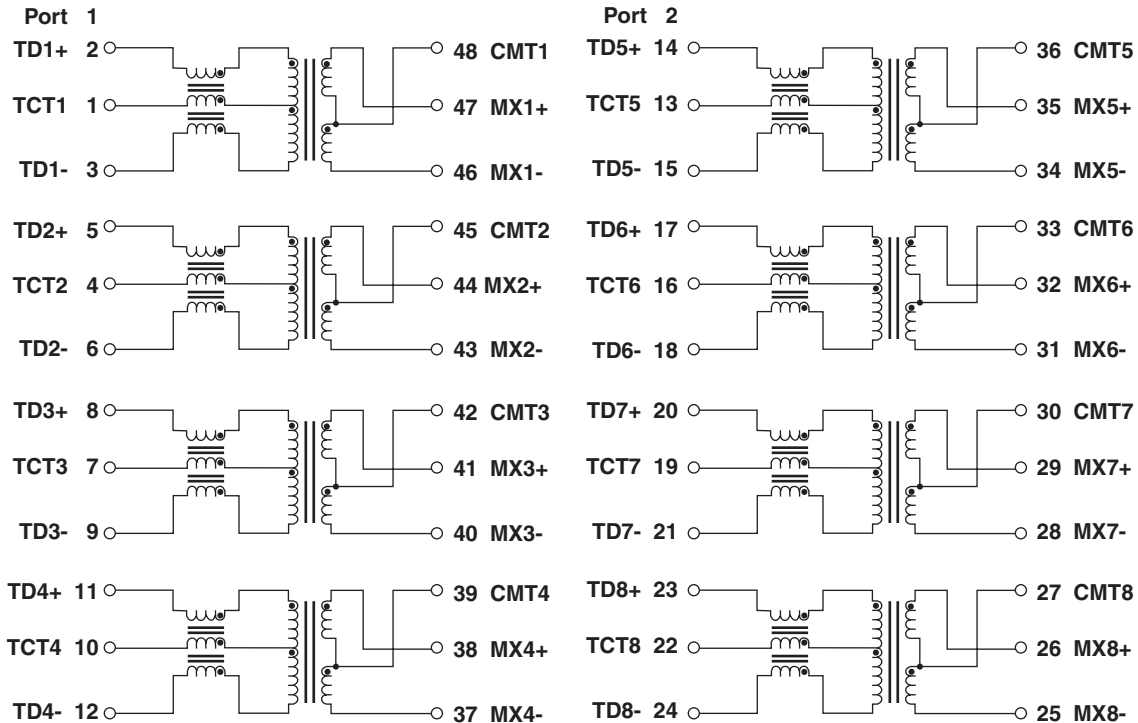 Port 1
TD1+ 2
48 CMT1
TCT1 1
47 MX1+
TD1- 3
46 MX1-
TD2+ 5
45 CMT2
TCT2 4
44 MX2+
TD2- 6
43 MX2-
TD3+ 8
42 CMT3
TCT3 7
41 MX3+
TD3- 9
40 MX3-
TD4+ 11
39 CMT4
TCT4 10
38 MX4+
TD4- 12
37 MX4-
Port 2
TD5+ 14
36 CMT5
TCT5 13
35 MX5+
TD5- 15
34 MX5-
TD6+ 17
33 CMT6
TCT6 16
32 MX6+
TD6- 18
31 MX6-
TD7+ 20
30 CMT7
TCT7 19
29 MX7+
TD7- 21
28 MX7-
TD8+ 23
27 CMT8
TCT8 22
26 MX8+
TD8- 24
25 MX8-